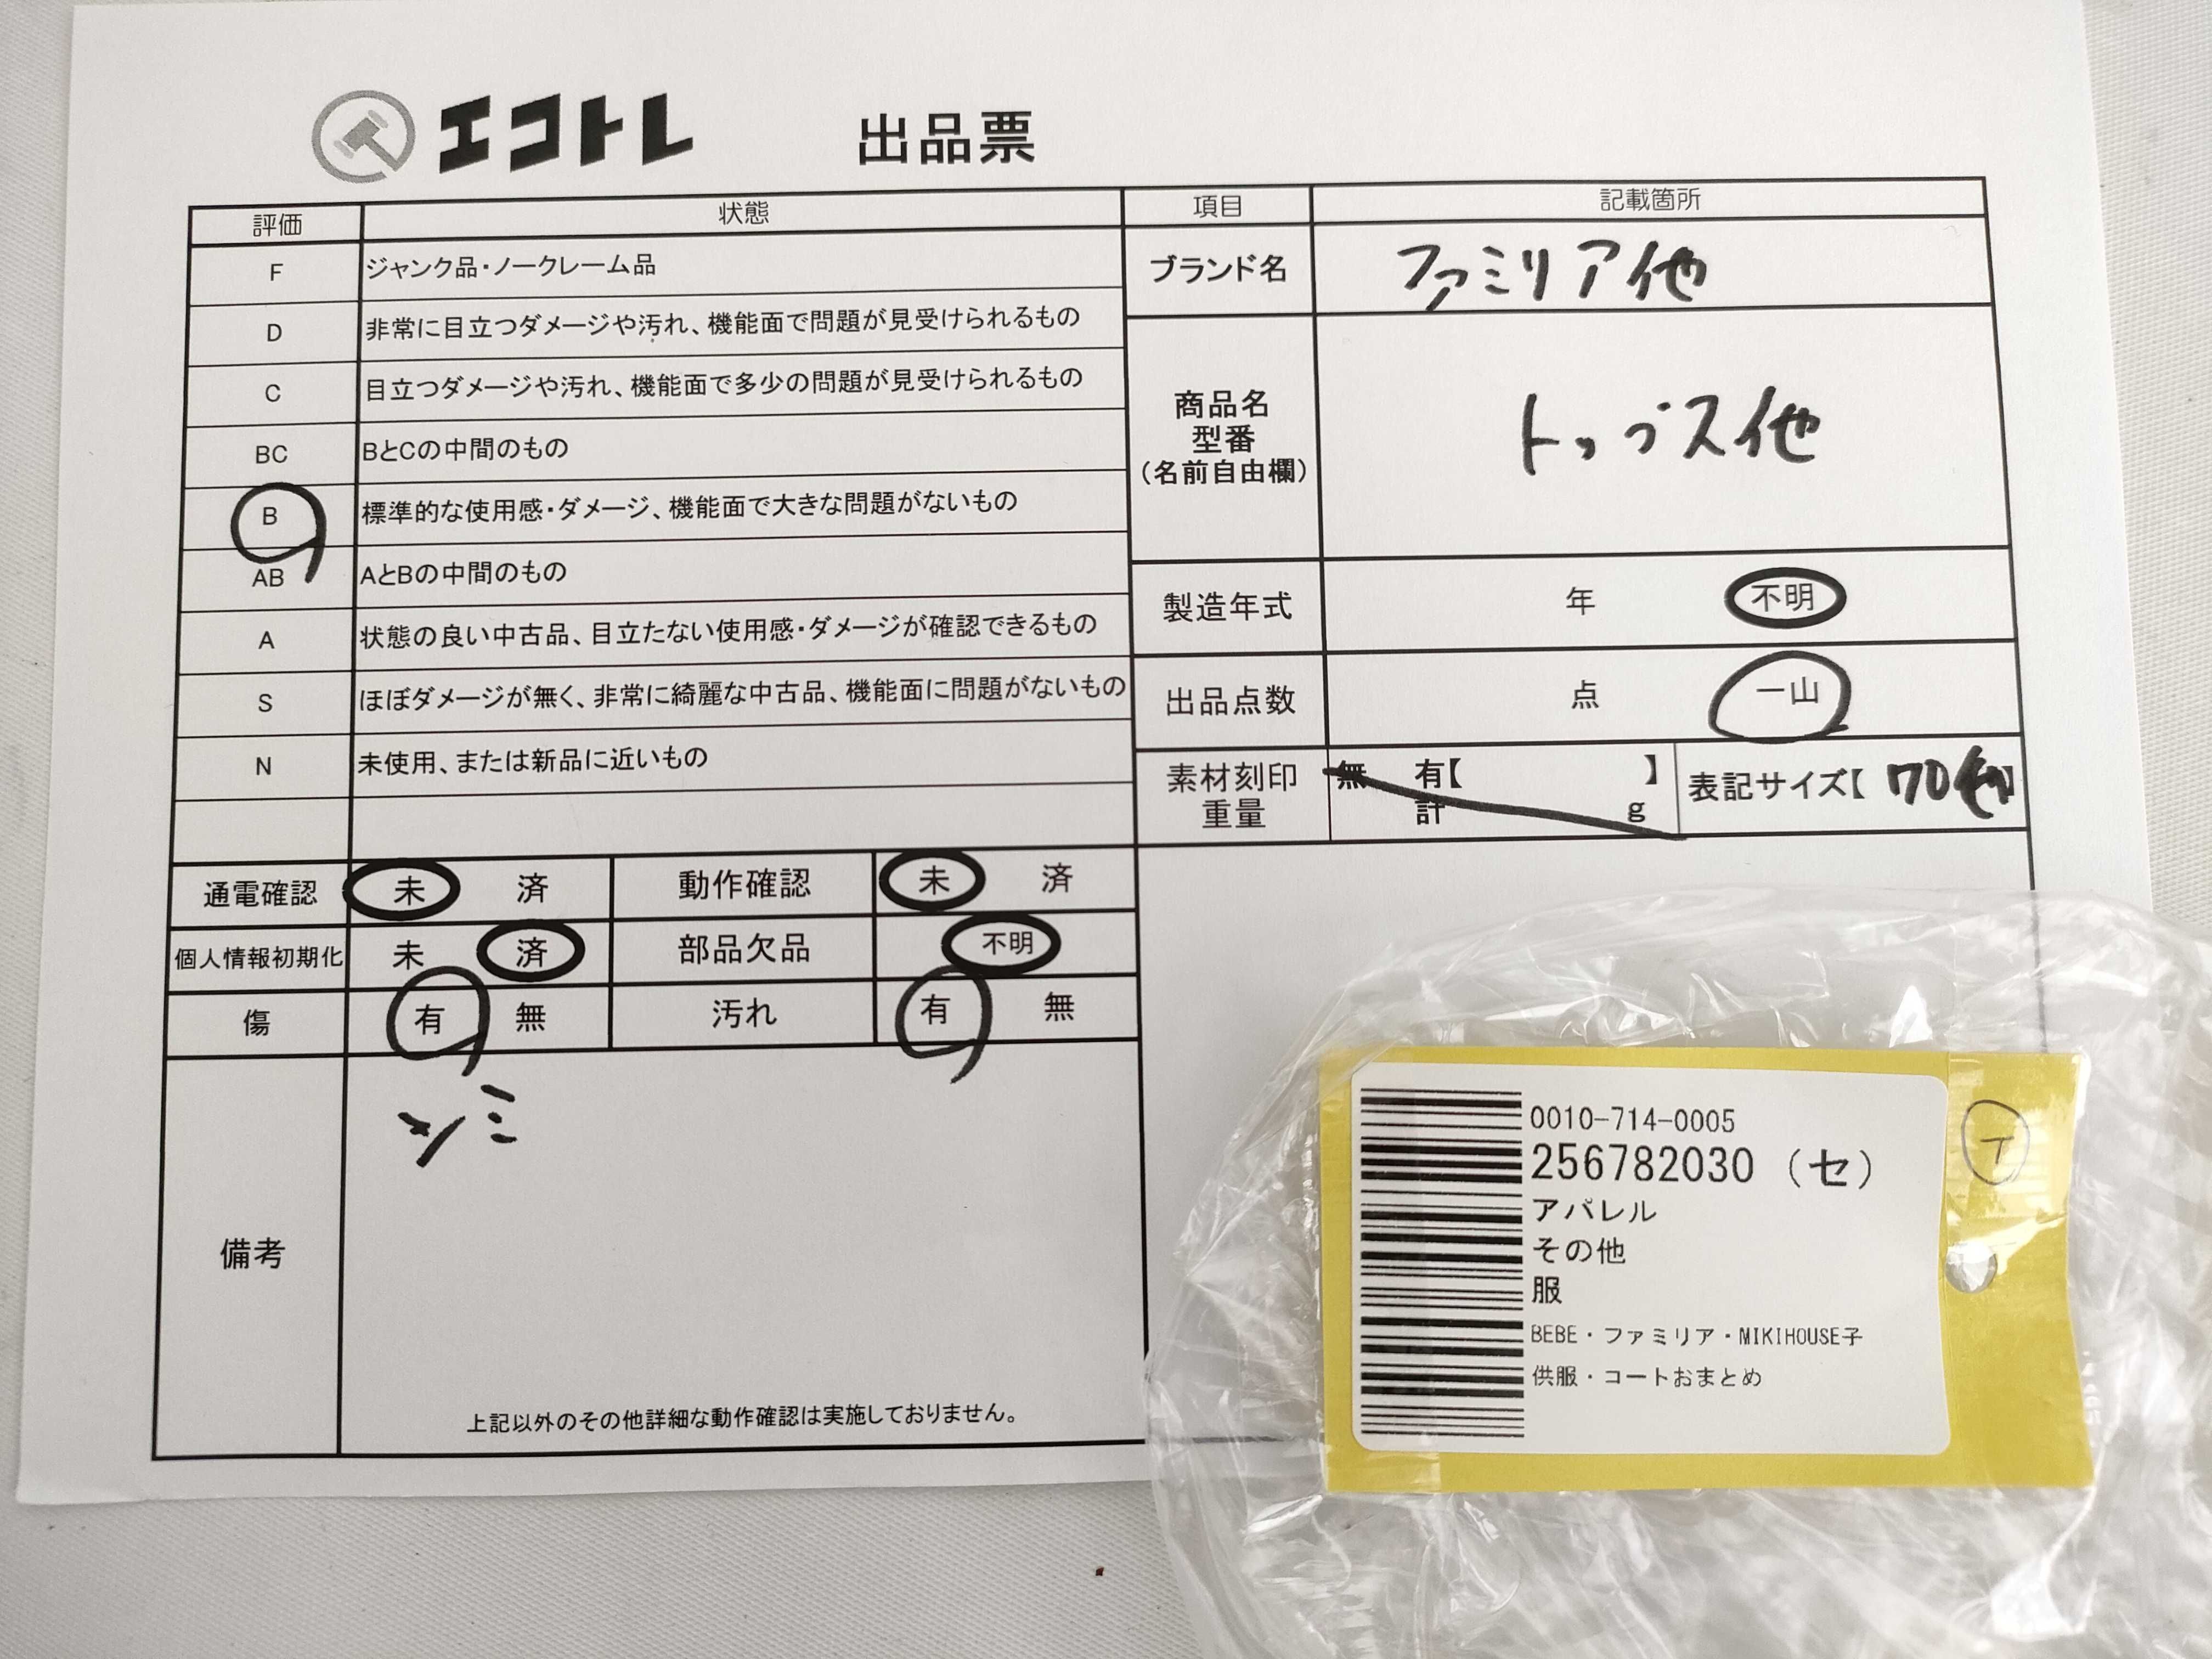 エコトレ 出品票
評価 状態
F ジャンク品・ノークレーム品
D 非常に目立つダメージや汚れ、機能面で問題が見受けられるもの
C 目立つダメージや汚れ、機能面で多少の問題が見受けられるもの
BC BとCの中間のもの
B 標準的な使用感・ダメージ、機能面で大きな問題がないもの
AB AとBの中間のもの
A 状態の良い中古品、目立たない使用感・ダメージが確認できるもの
S ほぼダメージが無く、非常に綺麗な中古品、機能面に問題がないもの
N 未使用、または新品に近いもの
項目 記載箇所
ブランド名 ファミリア他
商品名
型番
(名前自由欄)
トップス他
製造年式 年 不明
出品点数 点 一山
素材刻印 無 有【 】
重量 計 g
表記サイズ【 70他】
通電確認 未 済 動作確認 未 済
個人情報初期化 未 済 部品欠品 不明
傷 有 無 汚れ 有 無
備考
シミ
上記以外のその他詳細な動作確認は実施しておりません。
0010-714-0005
256782030 (セ)
アパレル
その他
服
BEBE・ファミリア・MIKIHOUSE子
供服・コートおまとめ